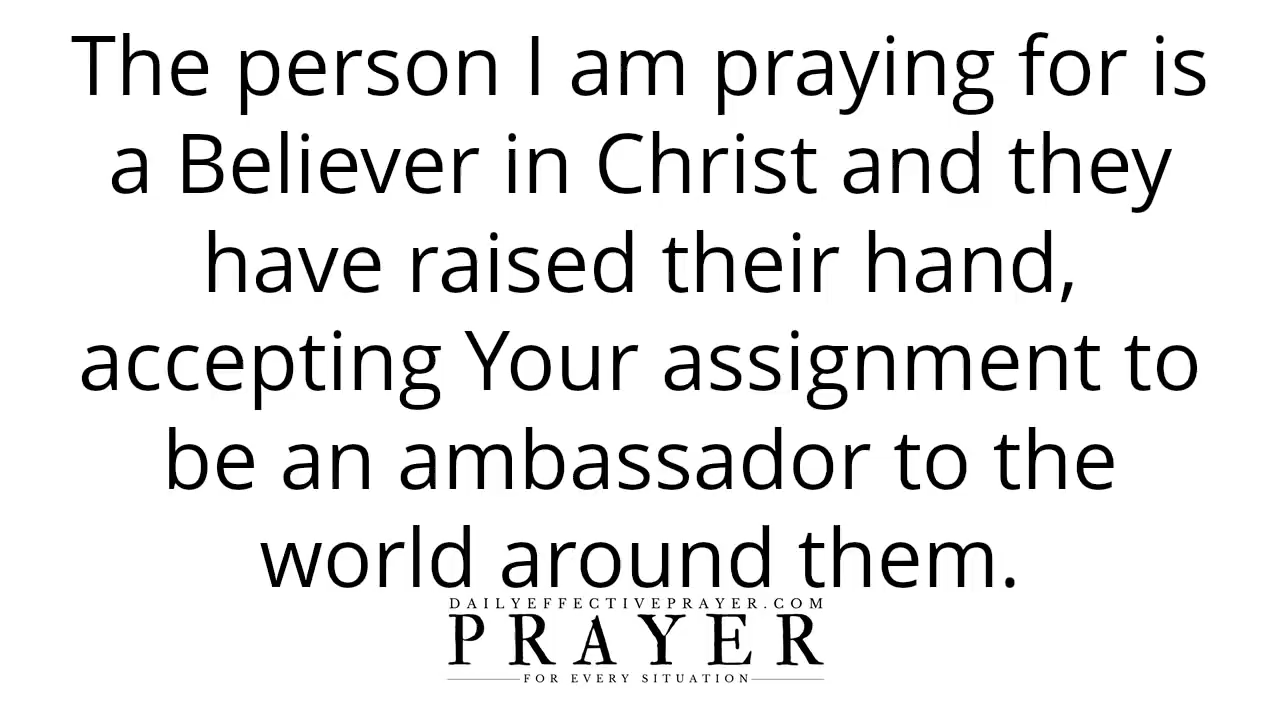 The person I am praying for is
a Believer in Christ and they
have raised their hand,
accepting Your assignment to
be an ambassador to the
world around them.
DAILYEFFECTIVEPRAYER.COM
PRAYER
FOR EVERY SITUATION